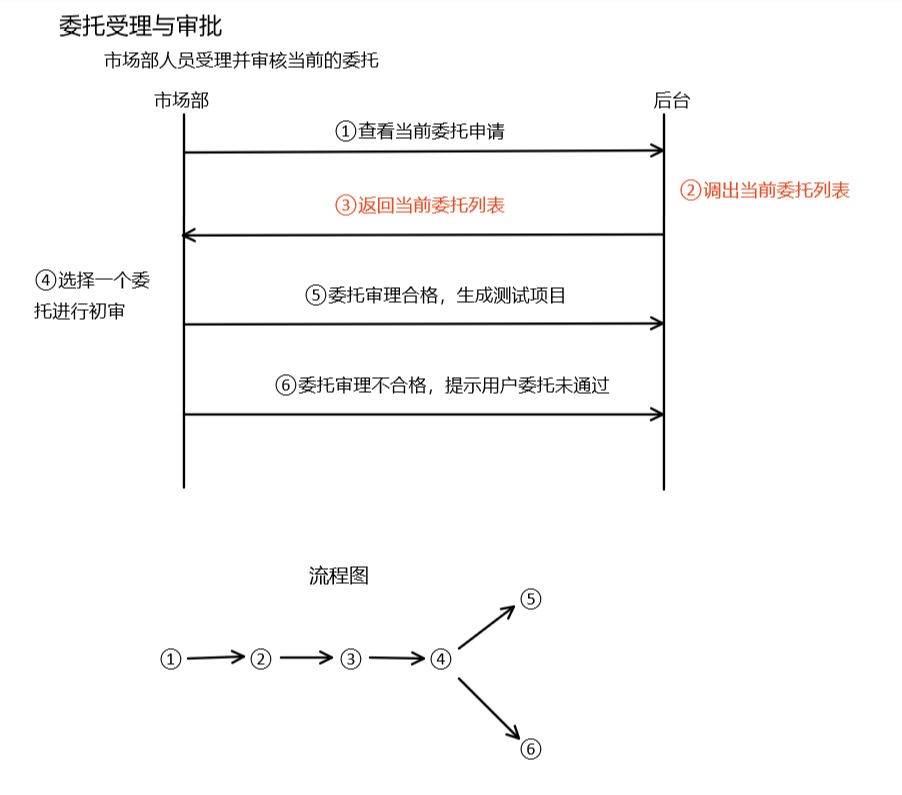 委托受理与审批
市场部人员受理并审核当前的委托
市场部
后台
①查看当前委托申请
②调出当前委托列表
③返回当前委托列表
④选择一个委
托进行初审
⑤委托审理合格，生成测试项目
⑥委托审理不合格，提示用户委托未通过
流程图
① ② ③ ④
⑤
⑥